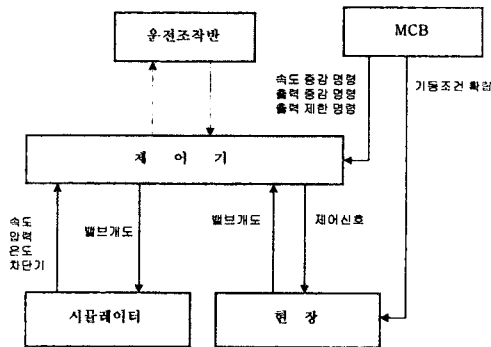 운전조작반
MCB
속도 증감 명령
출력 증감 명령
출력 제한 명령
기동조건 확립
제 어 기
속도
압력
온도
차단기
밸브개도
밸브개도
제어신호
시뮬레이터
현 장